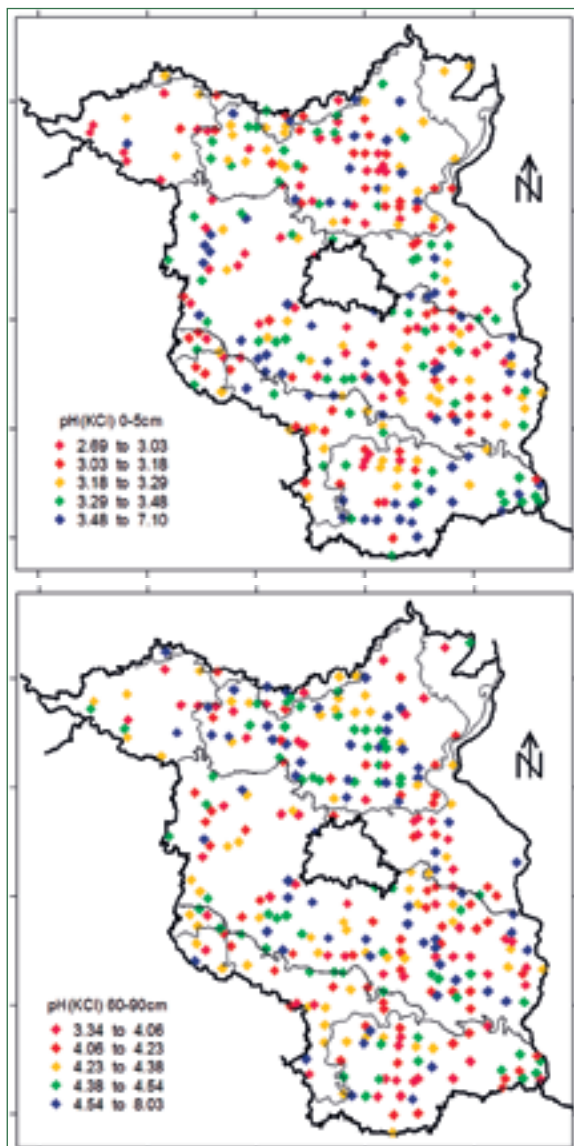 N
pH(KCl) 0-5cm
2.69 to 3.03
3.03 to 3.18
3.18 to 3.29
3.29 to 3.48
3.48 to 7.10
N
pH(KCl) 60-90cm
3.34 to 4.06
4.06 to 4.23
4.23 to 4.38
4.38 to 4.54
4.54 to 8.03